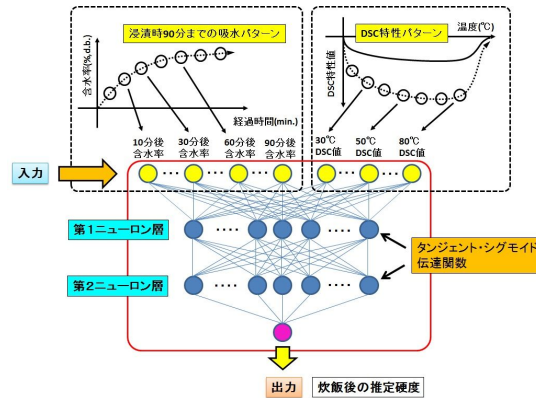 浸漬時90分までの吸水パターン
含水率(%,d.b.)
経過時間(min.)
DSC特性パターン
温度(℃)
DSC特性値
10分後
含水率
30分後
含水率
60分後
含水率
90分後
含水率
30℃
DSC値
50℃
DSC値
80℃
DSC値
入力
第1ニューロン層
第2ニューロン層
タンジェント・シグモイド
伝達関数
出力
炊飯後の推定硬度